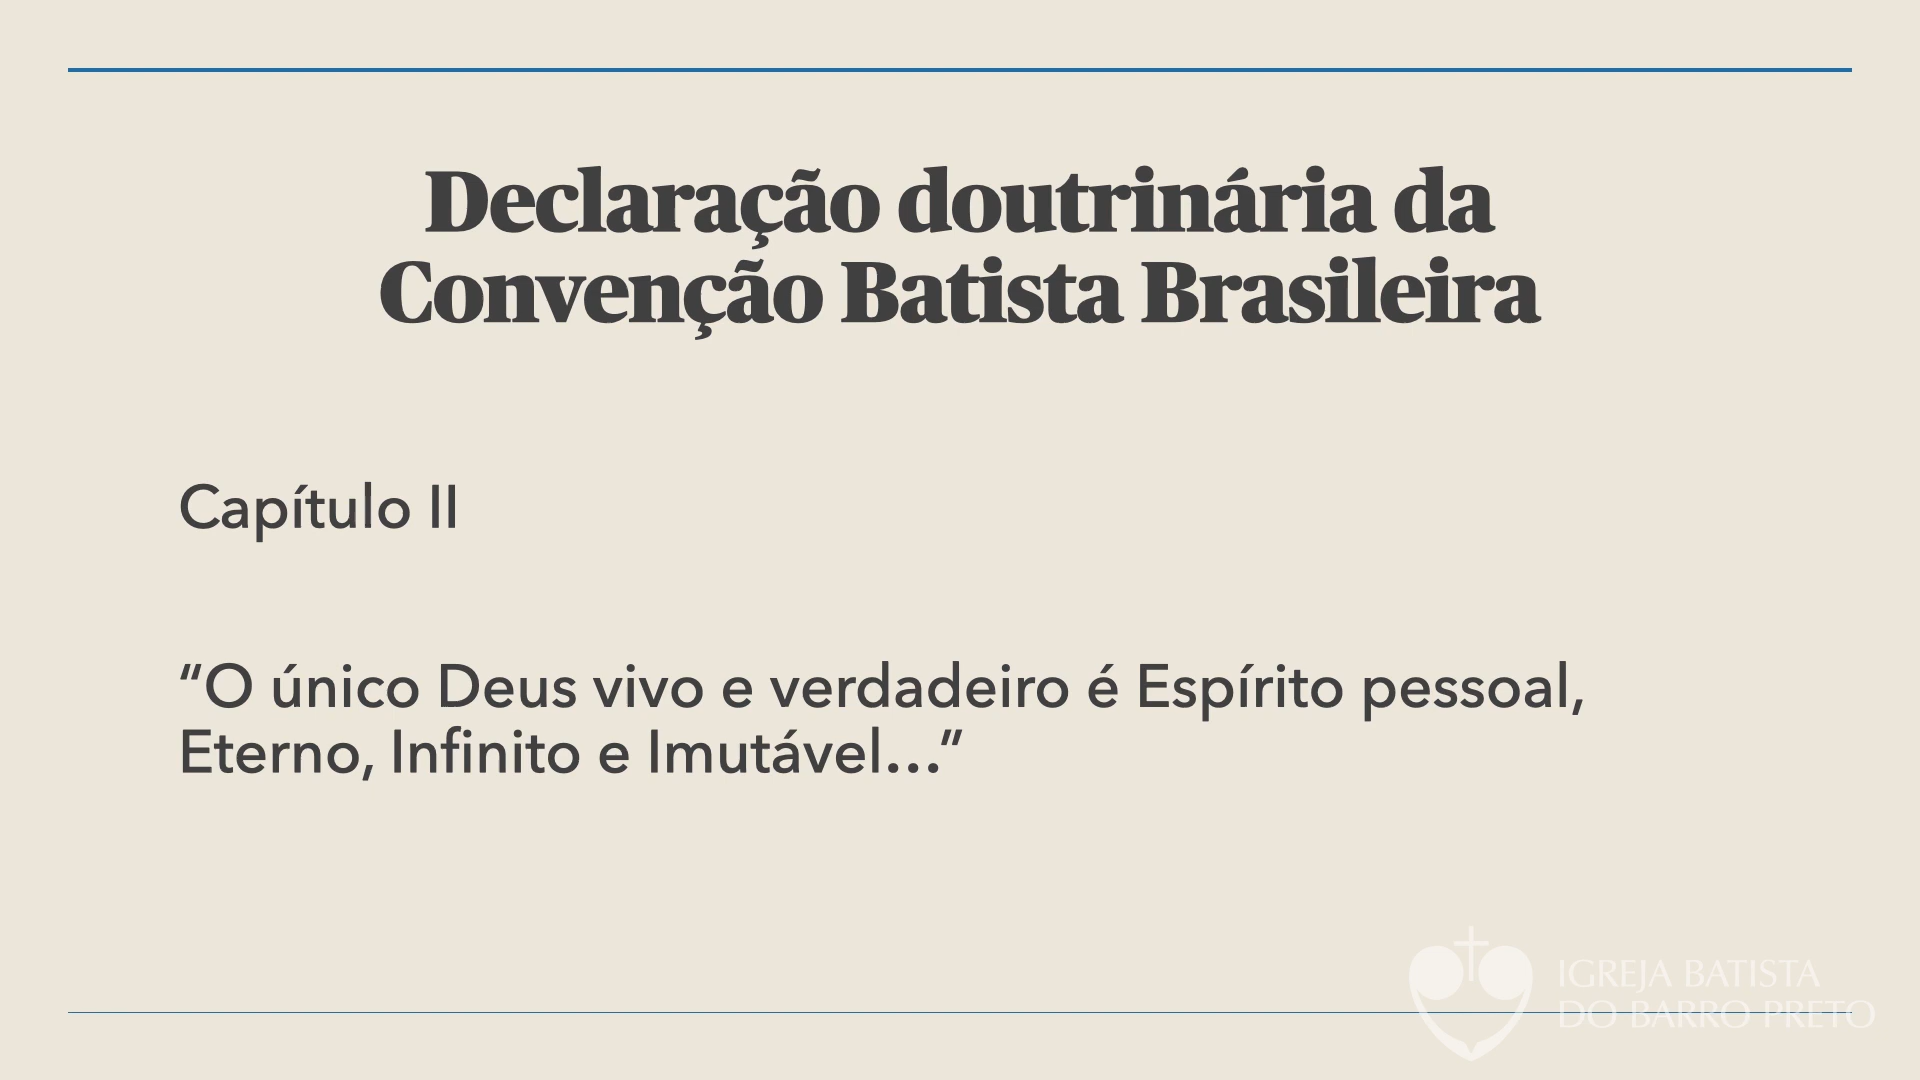 Declaração doutrinária da
Convenção Batista Brasileira
Capítulo II
“O único Deus vivo e verdadeiro é Espírito pessoal,
Eterno, Infinito e Imutável…”
IGREJA BATISTA
DO BARRO PRETO